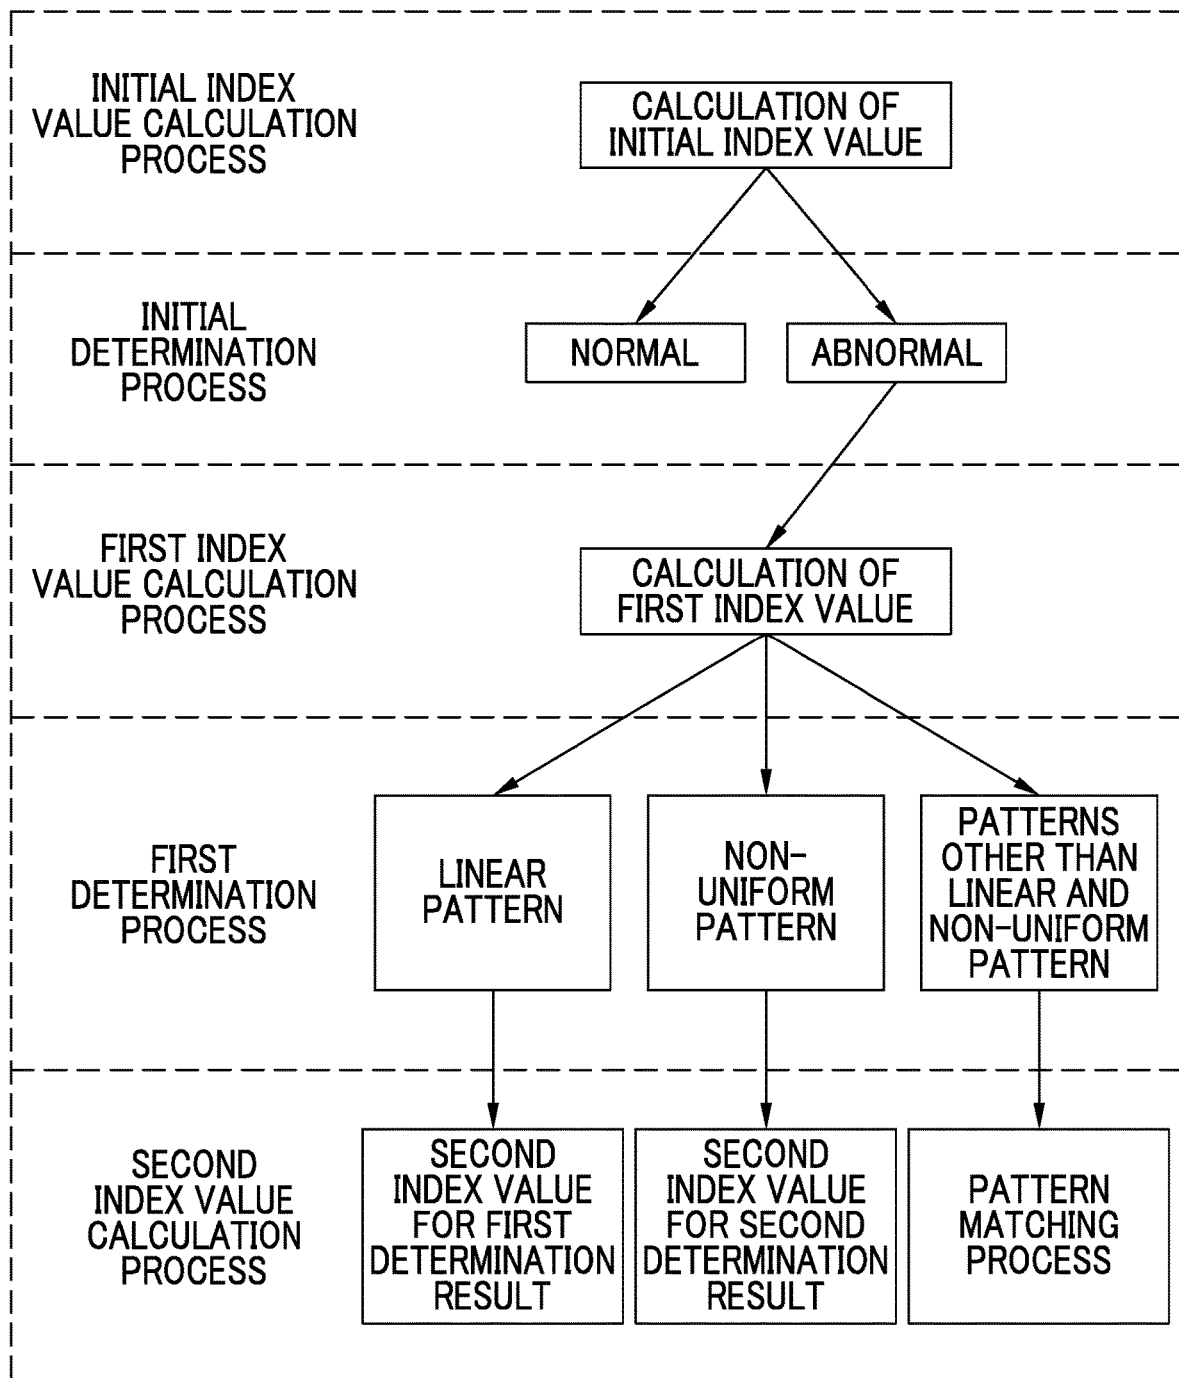 INITIAL INDEX
VALUE CALCULATION
PROCESS
CALCULATION OF
INITIAL INDEX VALUE
INITIAL
DETERMINATION
PROCESS
NORMAL
ABNORMAL
FIRST INDEX
VALUE CALCULATION
PROCESS
CALCULATION OF
FIRST INDEX VALUE
FIRST
DETERMINATION
PROCESS
LINEAR
PATTERN
NON-
UNIFORM
PATTERN
PATTERNS
OTHER THAN
LINEAR AND
NON-UNIFORM
PATTERN
SECOND
INDEX VALUE
CALCULATION
PROCESS
SECOND
INDEX VALUE
FOR FIRST
DETERMINATION
RESULT
SECOND
INDEX VALUE
FOR SECOND
DETERMINATION
RESULT
PATTERN
MATCHING
PROCESS